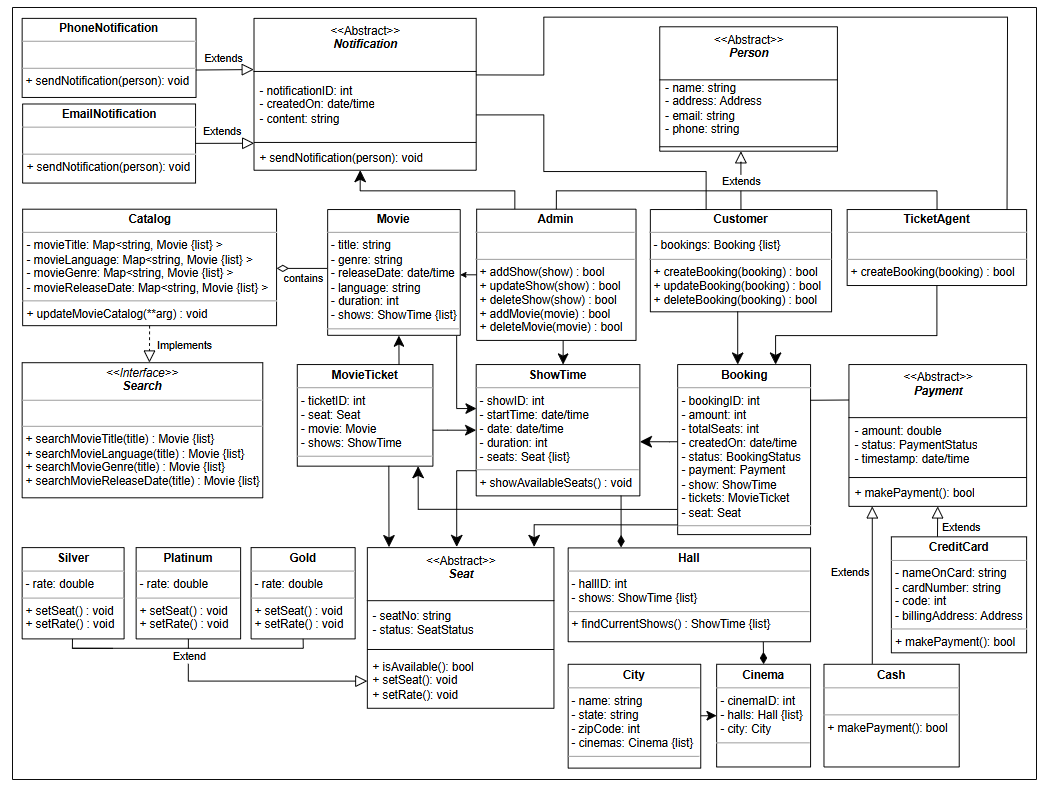 PhoneNotification
+ sendNotification(person): void
Extends
EmailNotification
+ sendNotification(person): void
Extends
<<Abstract>>
Notification
- notificationID: int
- createdOn: date/time
- content: string
+ sendNotification(person): void
<<Abstract>>
Person
- name: string
- address: Address
- email: string
- phone: string
Extends
Catalog
- movieTitle: Map<string, Movie {list} >
- movieLanguage: Map<string, Movie {list} >
- movieGenre: Map<string, Movie {list} >
- movieReleaseDate: Map<string, Movie {list} >
+ updateMovieCatalog(**arg) : void
contains
Implements
Movie
- title: string
- genre: string
- releaseDate: date/time
- language: string
- duration: int
- shows: ShowTime {list}
Admin
+ addShow(show) : bool
+ updateShow(show) : bool
+ deleteShow(show) : bool
+ addMovie(movie) : bool
+ deleteMovie(movie) : bool
Customer
- bookings: Booking {list}
+ createBooking(booking) : bool
+ updateBooking(booking) : bool
+ deleteBooking(booking) : bool
TicketAgent
+ createBooking(booking) : bool
<<Interface>>
Search
+ searchMovieTitle(title) : Movie {list}
+ searchMovieLanguage(title) : Movie {list}
+ searchMovieGenre(title) : Movie {list}
+ searchMovieReleaseDate(title) : Movie {list}
MovieTicket
- ticketID: int
- seat: Seat
- movie: Movie
- shows: ShowTime
ShowTime
- showID: int
- startTime: date/time
- date: date/time
- duration: int
- seats: Seat {list}
+ showAvailableSeats() : void
Booking
- bookingID: int
- amount: int
- totalSeats: int
- createdOn: date/time
- status: BookingStatus
- payment: Payment
- show: ShowTime
- tickets: MovieTicket
- seat: Seat
<<Abstract>>
Payment
- amount: double
- status: PaymentStatus
- timestamp: date/time
+ makePayment(): bool
Extends
Extends
Silver
- rate: double
+ setSeat() : void
+ setRate() : void
Platinum
- rate: double
+ setSeat() : void
+ setRate() : void
Gold
- rate: double
+ setSeat() : void
+ setRate() : void
Extend
<<Abstract>>
Seat
- seatNo: string
- status: SeatStatus
+ isAvailable(): bool
+ setSeat(): void
+ setRate(): void
Hall
- hallID: int
- shows: ShowTime {list}
+ findCurrentShows() : ShowTime {list}
CreditCard
- nameOnCard: string
- cardNumber: string
- code: int
- billingAddress: Address
+ makePayment(): bool
City
- name: string
- state: string
- zipCode: int
- cinemas: Cinema {list}
Cinema
- cinemaID: int
- halls: Hall {list}
- city: City
Cash
+ makePayment(): bool